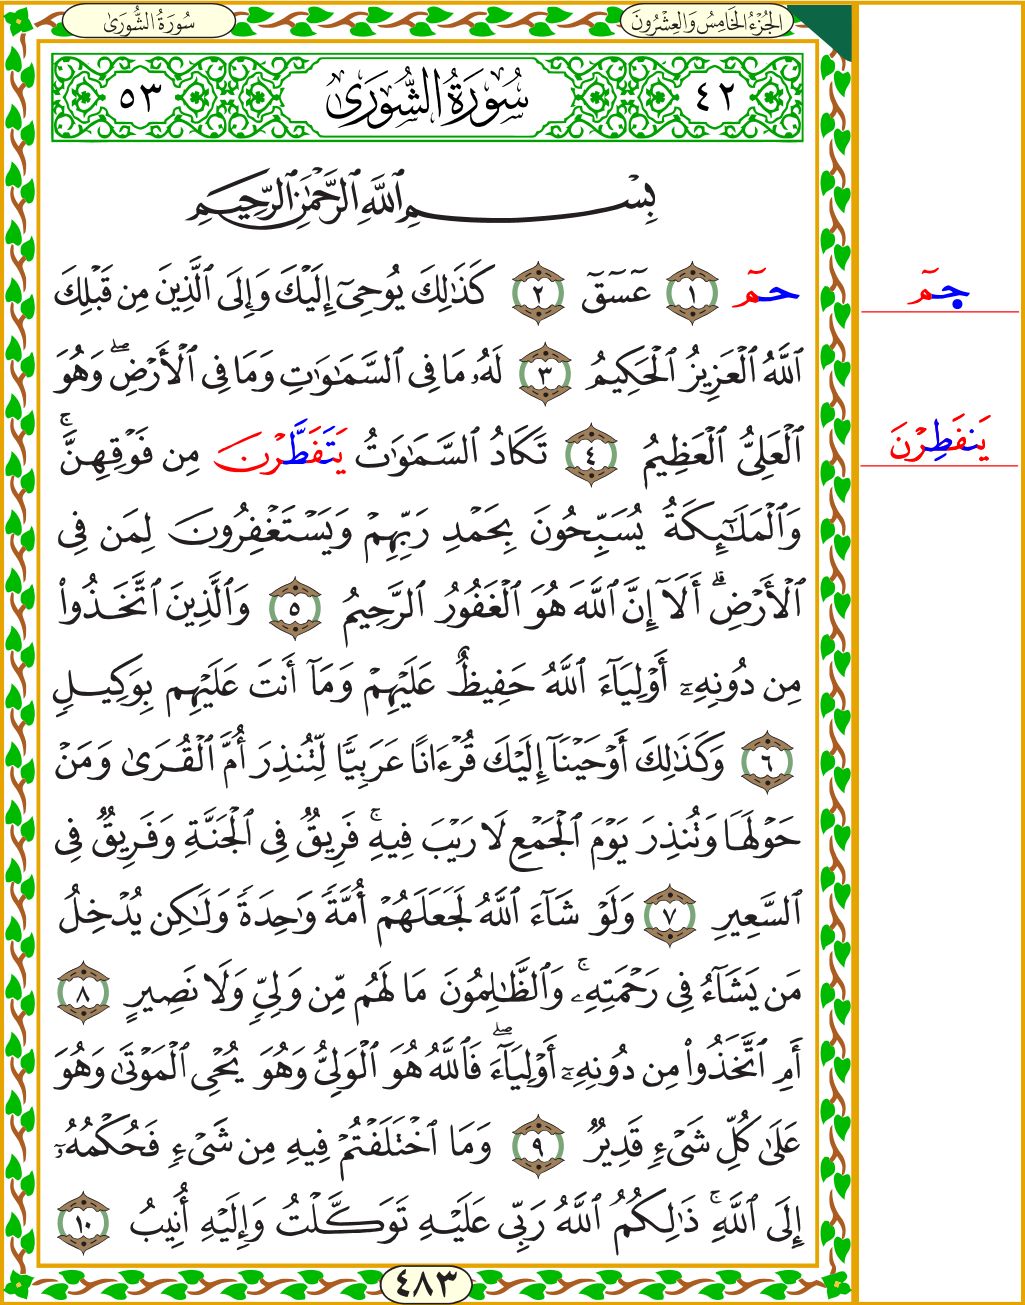 الجُزْءُ الخَامِسُ وَالعِشْرُونَ
سُورَةُ الشُّورَىٰ
٤٢ سُورَةُ الشُّورَىٰ ٥٣
بِسْمِ ٱللَّهِ ٱلرَّحْمَٰنِ ٱلرَّحِيمِ
حمٓ ١ عٓسٓقٓ ٢ كَذَٰلِكَ يُوحِىٓ إِلَيْكَ وَإِلَى ٱلَّذِينَ مِن قَبْلِكَ
حمٓ
ٱللَّهُ ٱلْعَزِيزُ ٱلْحَكِيمُ ٣ لَهُۥ مَا فِى ٱلسَّمَٰوَٰتِ وَمَا فِى ٱلْأَرْضِۖ وَهُوَ
ٱلْعَلِىُّ ٱلْعَظِيمُ ٤ تَكَادُ ٱلسَّمَٰوَٰتُ يَتَفَطَّرْنَ مِن فَوْقِهِنَّۚ
يَنفَطِرْنَ
وَٱلْمَلَٰٓئِكَةُ يُسَبِّحُونَ بِحَمْدِ رَبِّهِمْ وَيَسْتَغْفِرُونَ لِمَن فِى
ٱلْأَرْضِۗ أَلَآ إِنَّ ٱللَّهَ هُوَ ٱلْغَفُورُ ٱلرَّحِيمُ ٥ وَٱلَّذِينَ ٱتَّخَذُوا۟
مِن دُونِهِۦٓ أَوْلِيَآءَ ٱللَّهُ حَفِيظٌ عَلَيْهِمْ وَمَآ أَنتَ عَلَيْهِم بِوَكِيلٍ
٦ وَكَذَٰلِكَ أَوْحَيْنَآ إِلَيْكَ قُرْءَانًا عَرَبِيًّا لِّتُنذِرَ أُمَّ ٱلْقُرَىٰ وَمَنْ
حَوْلَهَا وَتُنذِرَ يَوْمَ ٱلْجَمْعِ لَا رَيْبَ فِيهِۚ فَرِيقٌ فِى ٱلْجَنَّةِ وَفَرِيقٌ فِى
ٱلسَّعِيرِ ٧ وَلَوْ شَآءَ ٱللَّهُ لَجَعَلَهُمْ أُمَّةً وَٰحِدَةً وَلَٰكِن يُدْخِلُ
مَن يَشَآءُ فِى رَحْمَتِهِۦۚ وَٱلظَّٰلِمُونَ مَا لَهُم مِّن وَلِىٍّ وَلَا نَصِيرٍ ٨
أَمِ ٱتَّخَذُوا۟ مِن دُونِهِۦٓ أَوْلِيَآءَۖ فَٱللَّهُ هُوَ ٱلْوَلِىُّ وَهُوَ يُحْىِ ٱلْمَوْتَىٰ وَهُوَ
عَلَىٰ كُلِّ شَىْءٍ قَدِيرٌ ٩ وَمَا ٱخْتَلَفْتُمْ فِيهِ مِن شَىْءٍ فَحُكْمُهُۥٓ
إِلَى ٱللَّهِۚ ذَٰلِكُمُ ٱللَّهُ رَبِّى عَلَيْهِ تَوَكَّلْتُ وَإِلَيْهِ أُنِيبُ ١٠
٤٨٣